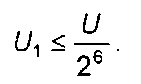 U₁ ≤ U/2⁶.